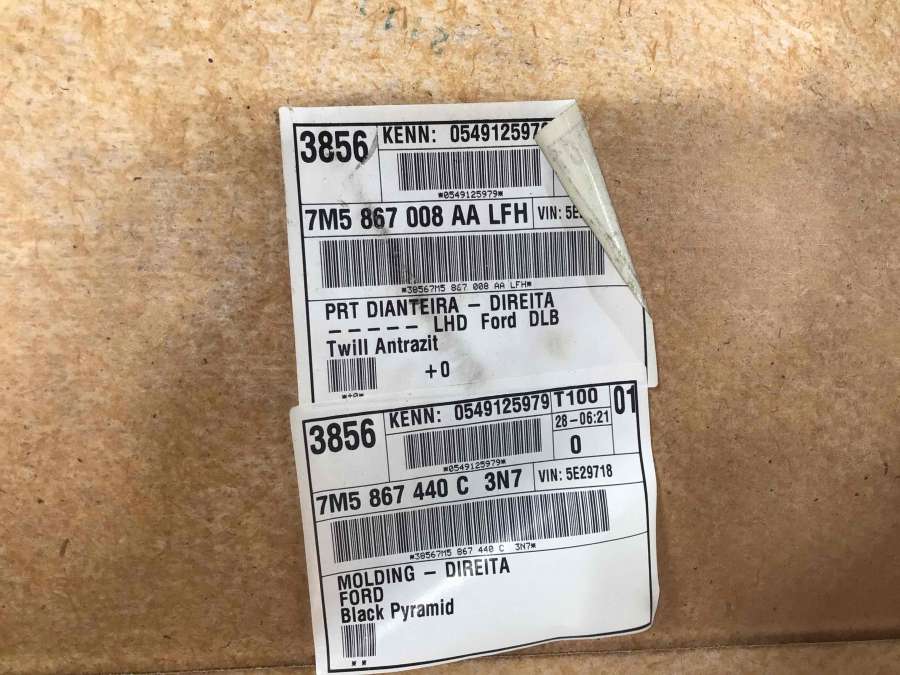 3856
KENN: 0549125979
*0549125979*
7M5 867 008 AA LFH
VIN: 5E
*38567M5 867 008 AA LFH*
PRT DIANTEIRA – DIREITA
– – – – – LHD Ford DLB
Twill Antrazit
+0
*+0*
3856
KENN: 0549125979
T100
01
28–06:21
0
*0549125979*
7M5 867 440 C 3N7
VIN: 5E29718
*38567M5 867 440 C 3N7*
MOLDING – DIREITA
FORD
Black Pyramid
* *